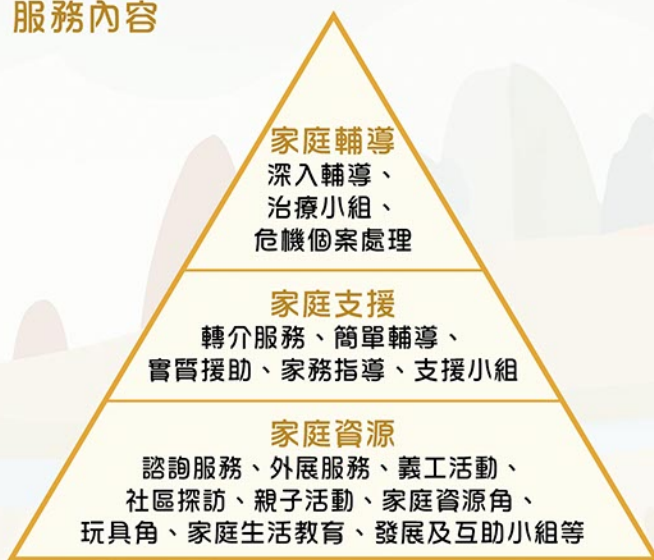 服務內容
家庭輔導
深入輔導、
治療小組、
危機個案處理
家庭支援
轉介服務、簡單輔導、
實質援助、家務指導、支援小組
家庭資源
諮詢服務、外展服務、義工活動、
社區探訪、親子活動、家庭資源角、
玩具角、家庭生活教育、發展及互助小組等